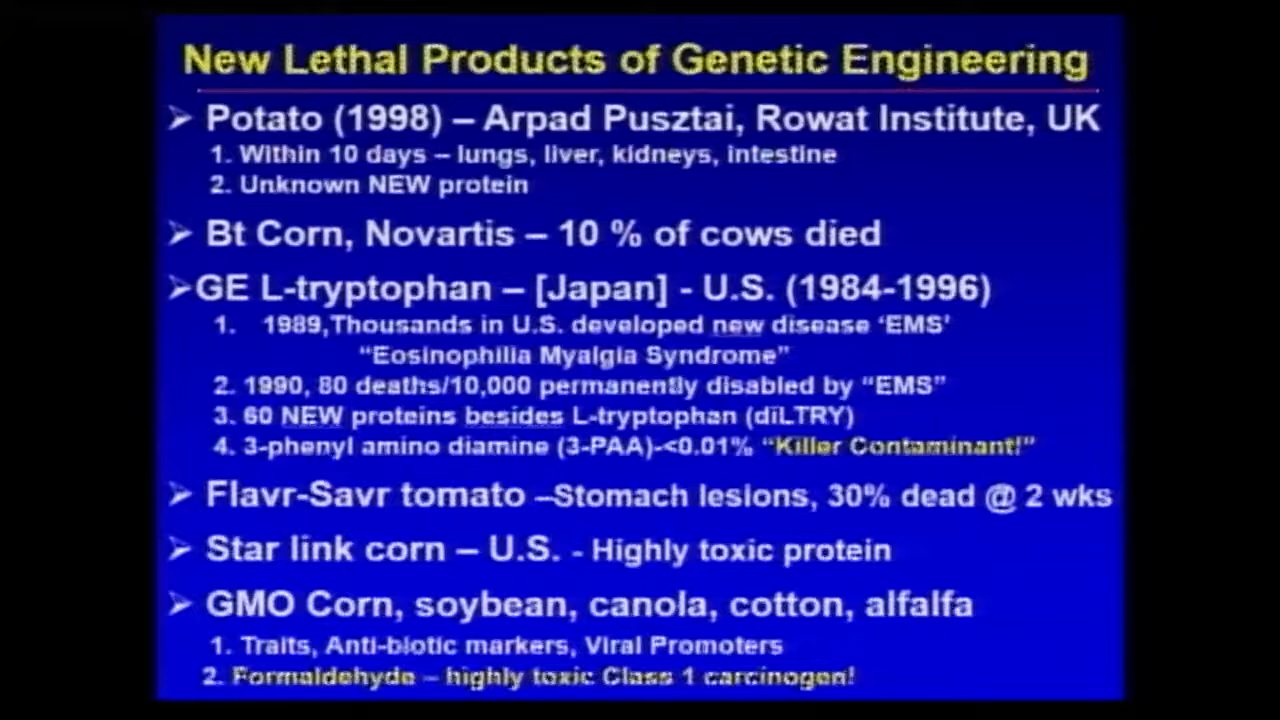 New Lethal Products of Genetic Engineering
➢ Potato (1998) – Arpad Pusztai, Rowat Institute, UK
1. Within 10 days – lungs, liver, kidneys, intestine
2. Unknown NEW protein
➢ Bt Corn, Novartis – 10 % of cows died
➢GE L-tryptophan – [Japan] - U.S. (1984-1996)
1. 1989,Thousands in U.S. developed new disease ‘EMS’
“Eosinophilia Myalgia Syndrome”
2. 1990, 80 deaths/10,000 permanently disabled by “EMS”
3. 60 NEW proteins besides L-tryptophan (diLTRY)
4. 3-phenyl amino diamine (3-PAA)-<0.01% “Killer Contaminant!”
➢ Flavr-Savr tomato –Stomach lesions, 30% dead @ 2 wks
➢ Star link corn – U.S. - Highly toxic protein
➢ GMO Corn, soybean, canola, cotton, alfalfa
1. Traits, Anti-biotic markers, Viral Promoters
2. Formaldehyde – highly toxic Class 1 carcinogen!